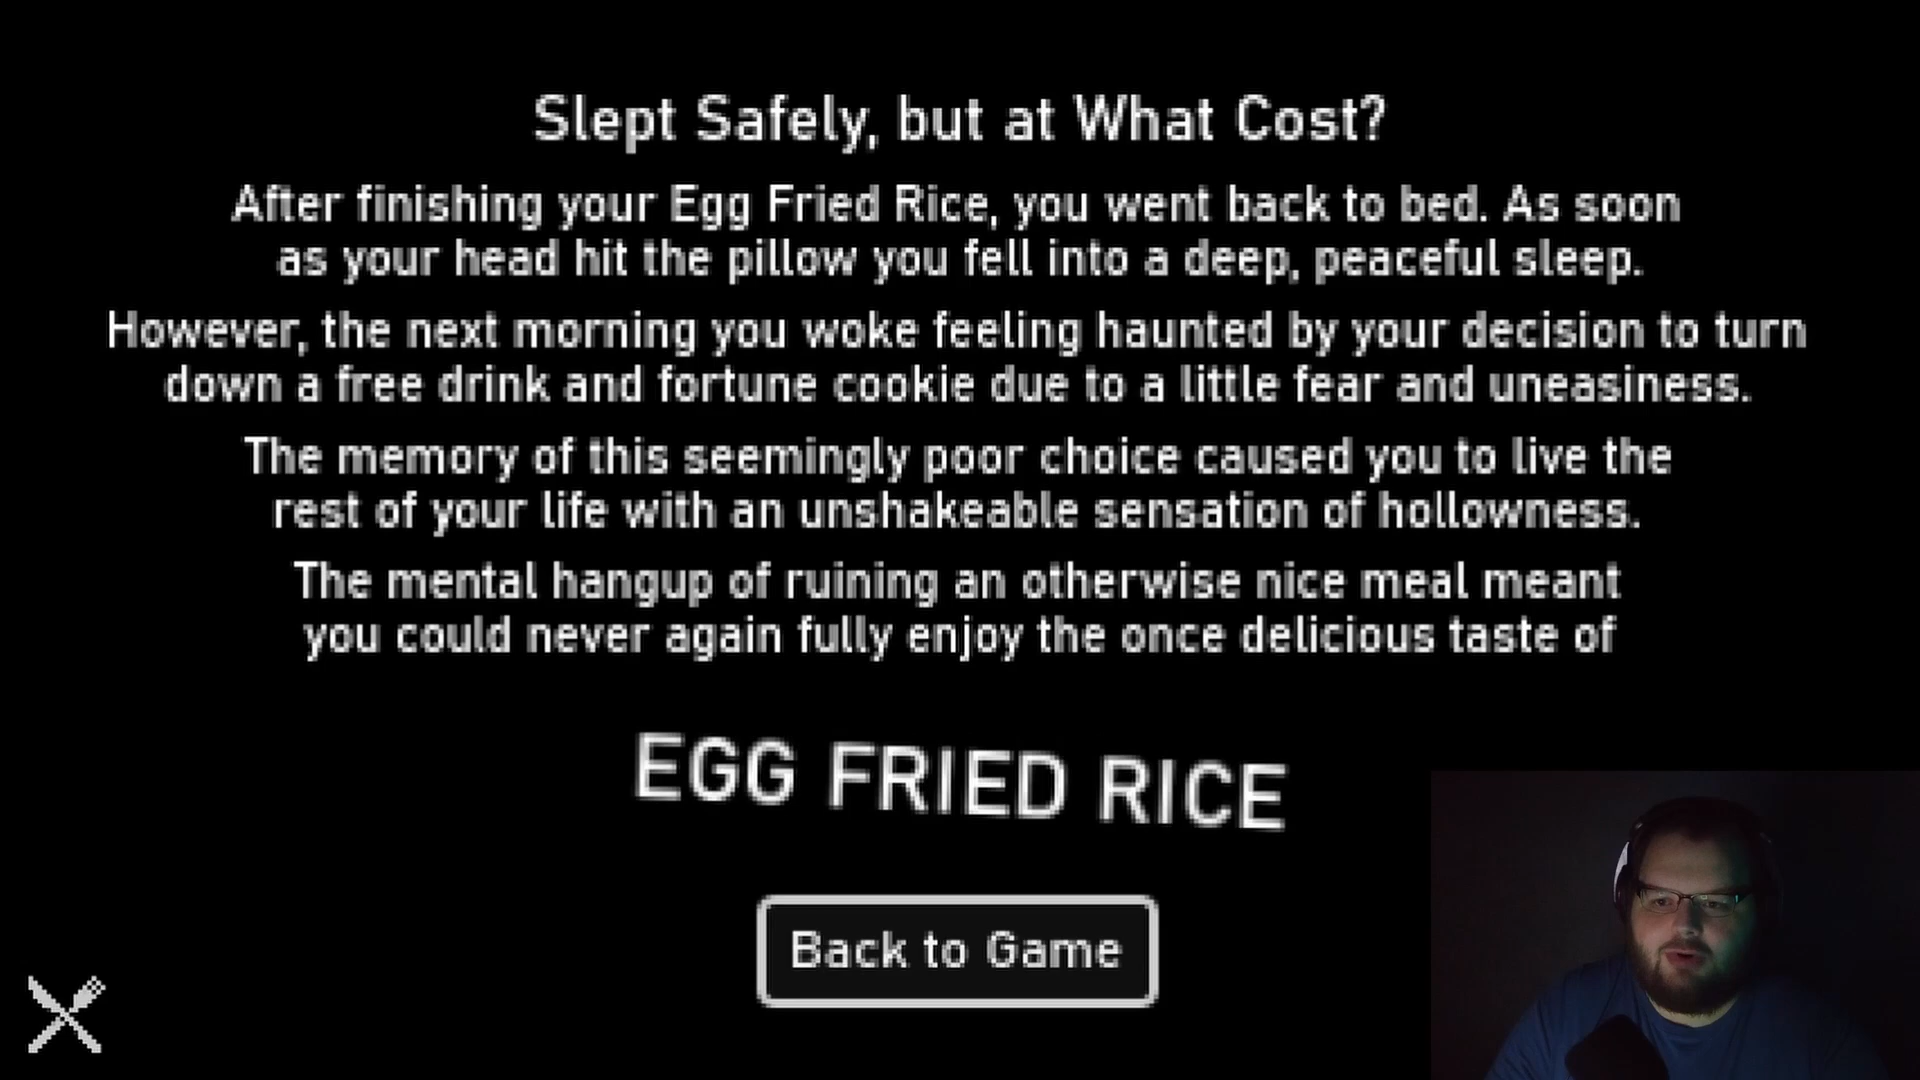 Slept Safely, but at What Cost?
After finishing your Egg Fried Rice, you went back to bed. As soon
as your head hit the pillow you fell into a deep, peaceful sleep.
However, the next morning you woke feeling haunted by your decision to turn
down a free drink and fortune cookie due to a little fear and uneasiness.
The memory of this seemingly poor choice caused you to live the
rest of your life with an unshakeable sensation of hollowness.
The mental hangup of ruining an otherwise nice meal meant
you could never again fully enjoy the once delicious taste of
EGG FRIED RICE
Back to Game